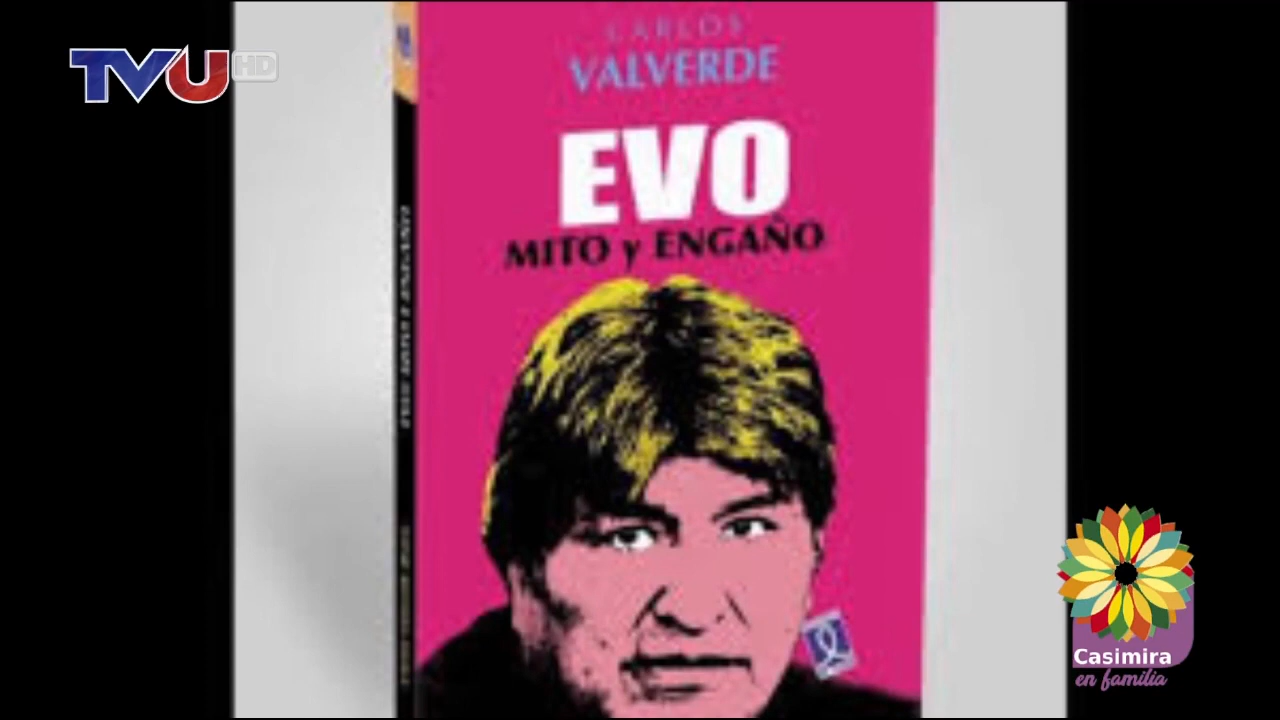 TVU HD
CARLOS
VALVERDE
EVO
MITO y ENGAÑO
Casimira
en familia